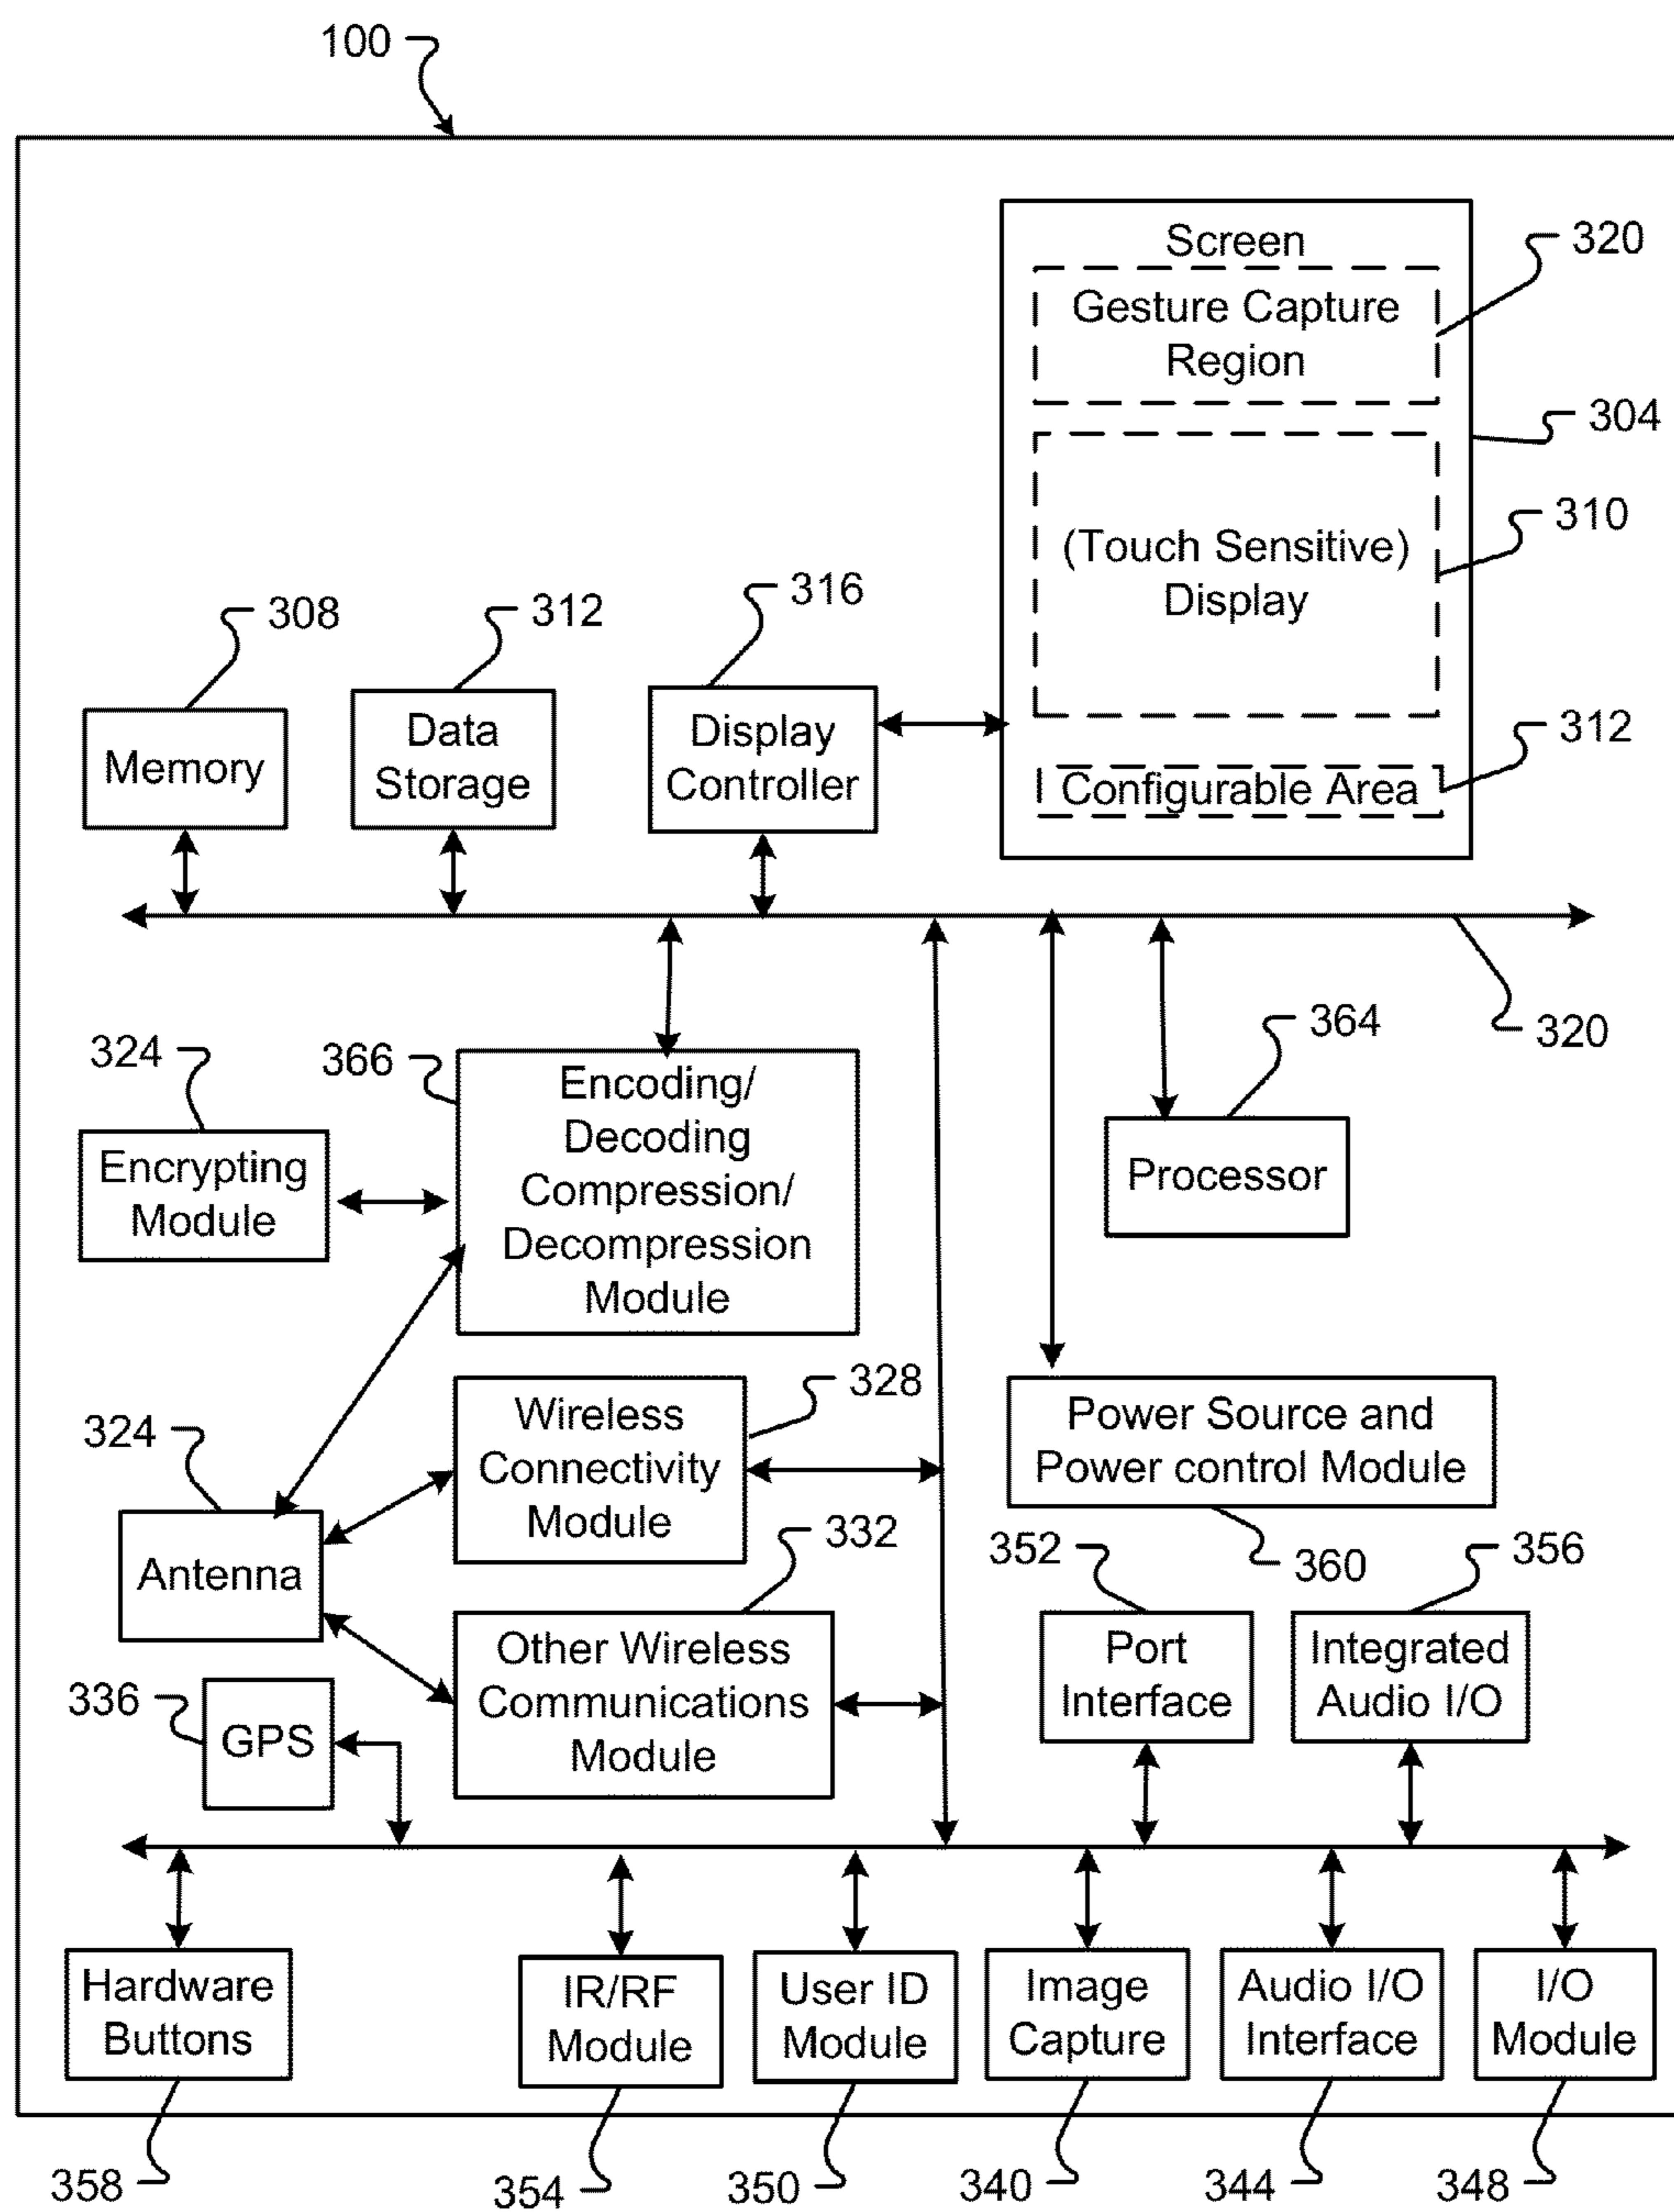 100
Screen
320
Gesture Capture
Region
304
310
(Touch Sensitive)
Display
316
308
312
312
Data
Storage
Display
Controller
Memory
Configurable Area
364
320
324
366
Encoding/
Decoding
Compression/
Decompression
Module
Encrypting
Module
Processor
328
Wireless
Connectivity
Module
Power Source and
Power control Module
324
332
352
360
356
Antenna
Other Wireless
Communications
Module
Port
Interface
Integrated
Audio I/O
336
GPS
Hardware
Buttons
IR/RF
Module
User ID
Module
Image
Capture
Audio I/O
Interface
I/O
Module
358
354
350
340
344
348